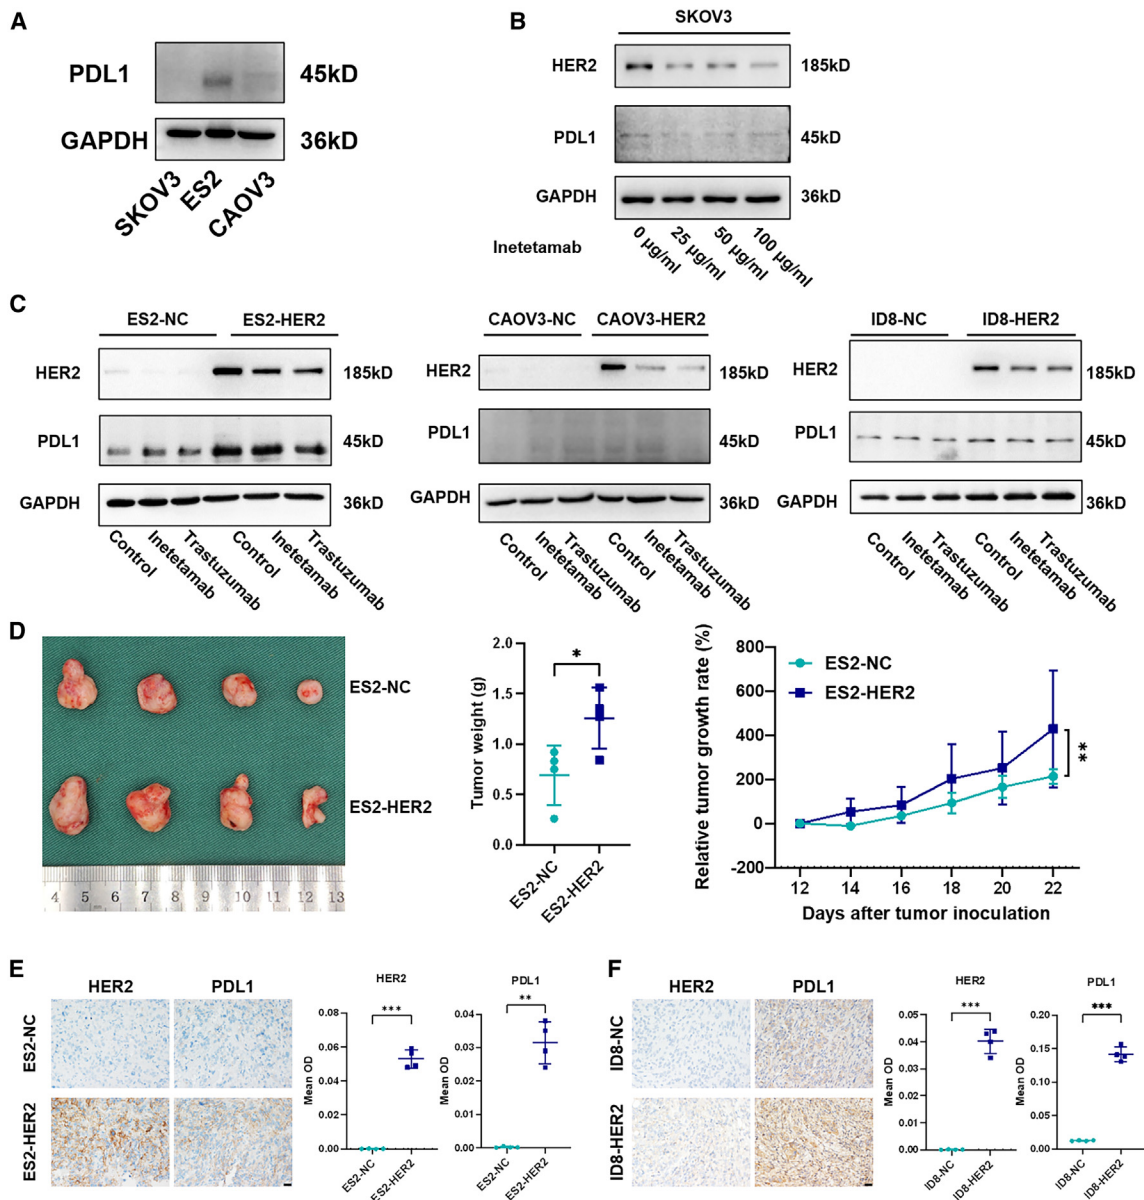 A
PDL1
45kD
GAPDH
36kD
SKOV3
ES2
CAOV3
B
SKOV3
HER2
185kD
PDL1
45kD
GAPDH
36kD
Inetetamab
0 μg/ml
25 μg/ml
50 μg/ml
100 μg/ml
C
ES2-NC
ES2-HER2
HER2
185kD
PDL1
45kD
GAPDH
36kD
Control
Inetetamab
Trastuzumab
Control
Inetetamab
Trastuzumab
CAOV3-NC
CAOV3-HER2
HER2
185kD
PDL1
45kD
GAPDH
36kD
Control
Inetetamab
Trastuzumab
Control
Inetetamab
Trastuzumab
ID8-NC
ID8-HER2
HER2
185kD
PDL1
45kD
GAPDH
36kD
Control
Inetetamab
Trastuzumab
Control
Inetetamab
Trastuzumab
D
ES2-NC
ES2-HER2
4 5 6 7 8 9 10 11 12 13
Tumor weight (g)
2.0
1.5
1.0
0.5
0.0
*
ES2-NC
ES2-HER2
Relative tumor growth rate (%)
800
600
400
200
0
-200
ES2-NC
ES2-HER2
**
12 14 16 18 20 22
Days after tumor inoculation
E
HER2
PDL1
ES2-NC
ES2-HER2
HER2
***
Mean OD
0.08
0.06
0.04
0.02
0.00
ES2-NC
ES2-HER2
PDL1
**
Mean OD
0.04
0.03
0.02
0.01
0.00
ES2-NC
ES2-HER2
F
HER2
PDL1
ID8-NC
ID8-HER2
HER2
***
Mean OD
0.05
0.04
0.03
0.02
0.01
0.00
ID8-NC
ID8-HER2
PDL1
***
Mean OD
0.20
0.15
0.10
0.05
0.00
ID8-NC
ID8-HER2